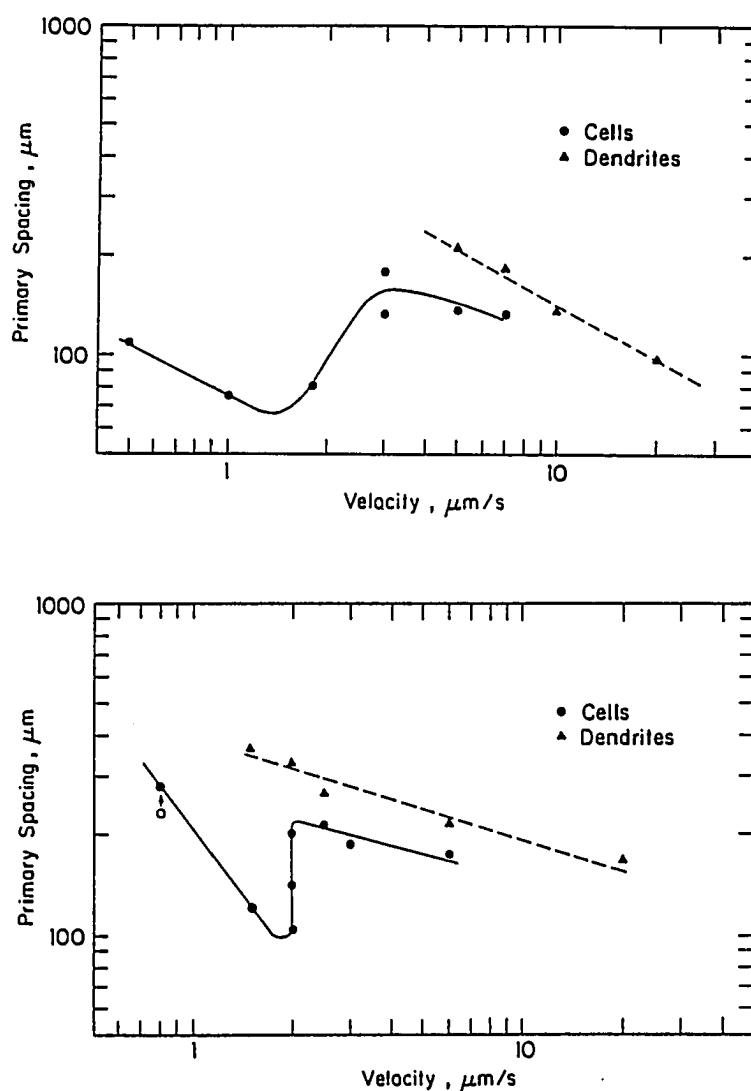 1000
Primary Spacing , μm
● Cells
▲ Dendrites
100
1
10
Velocity , μm/s
1000
Primary Spacing , μm
● Cells
▲ Dendrites
a
100
1
10
Velocity , μm/s